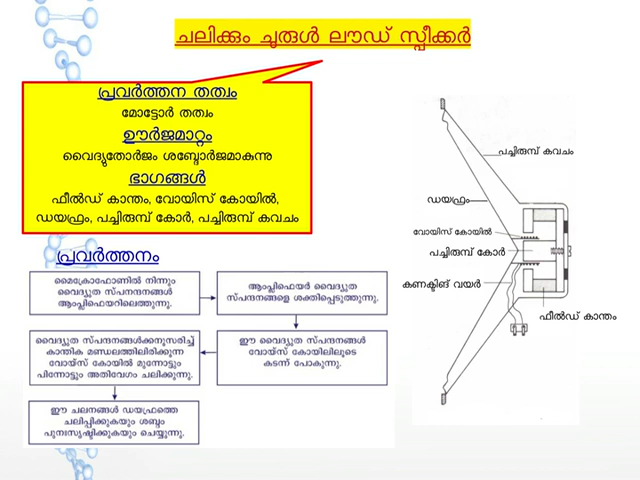 ചലിക്കും ചുരുൾ ലൗഡ് സ്പീക്കർ
പ്രവർത്തന തത്വം
മോട്ടോർ തത്വം
ഊർജമാറ്റം
വൈദ്യുതോർജം ശബ്ദോർജമാകുന്നു
ഭാഗങ്ങൾ
ഫീൽഡ് കാന്തം, വോയിസ് കോയിൽ,
ഡയഫ്രം, പച്ചിരുമ്പ് കോർ, പച്ചിരുമ്പ് കവചം
പ്രവർത്തനം
മൈക്രോഫോണിൽ നിന്നും
വൈദ്യുത സ്പനന്ദനങ്ങൾ
ആംപ്ലിഫെയറിലെത്തുന്നു.
ആംപ്ലിഫെയർ വൈദ്യുത
സ്പന്ദനങ്ങളെ ശക്തിപ്പെടുത്തുന്നു.
ഈ വൈദ്യുത സ്പന്ദനങ്ങൾ
വോയ്സ് കോയിലിലൂടെ
കടന്ന് പോകുന്നു.
വൈദ്യുത സ്പന്ദനങ്ങൾക്കനുസരിച്ച്
കാന്തിക മണ്ഡലത്തിലിരിക്കുന്ന
വോയ്സ് കോയിൽ മുന്നോട്ടും
പിന്നോട്ടും അതിവേഗം ചലിക്കുന്നു.
ഈ ചലനങ്ങൾ ഡയഫ്രത്തെ
ചലിപ്പിക്കുകയും ശബ്ദം
പുനഃസൃഷ്ടിക്കുകയും ചെയ്യുന്നു.
പച്ചിരുമ്പ് കവചം
ഡയഫ്രം
വോയിസ് കോയിൽ
പച്ചിരുമ്പ് കോർ
കണക്ടിങ് വയർ
ഫീൽഡ് കാന്തം